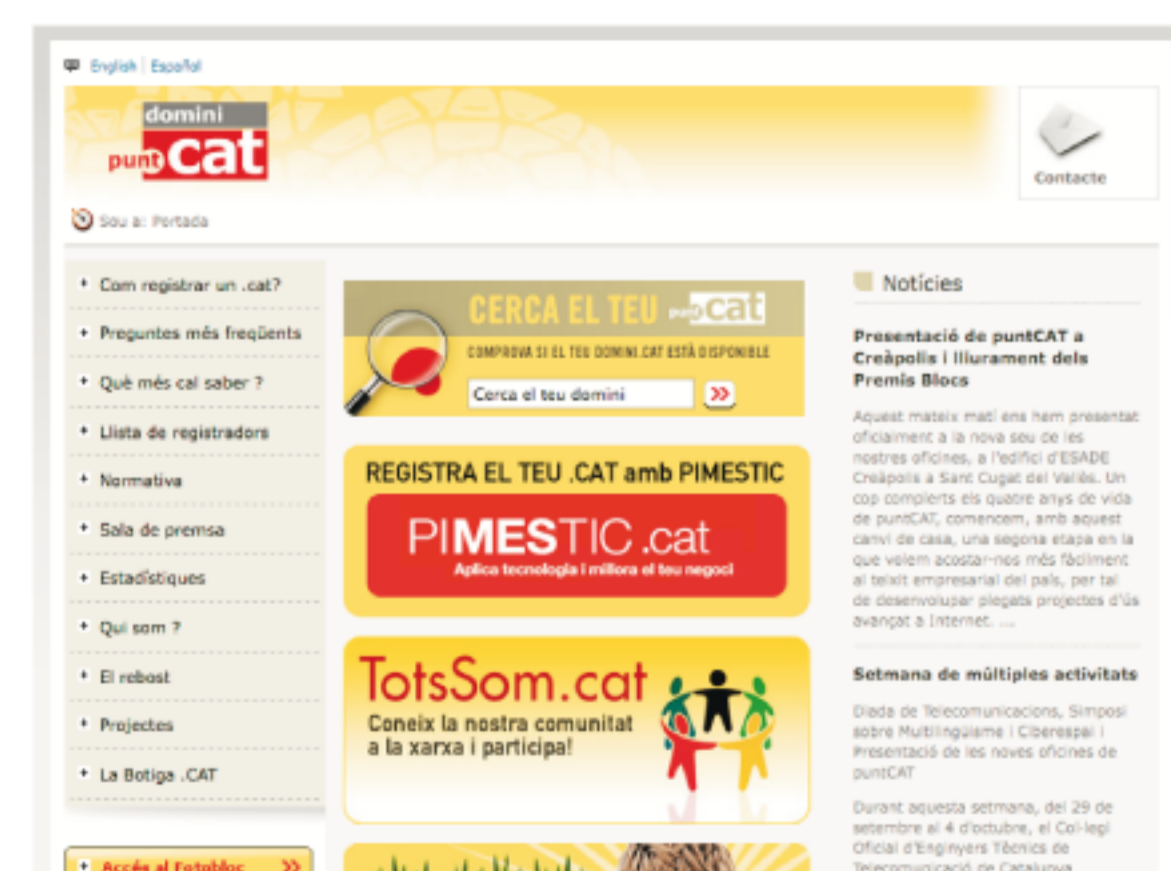 English Español
domini
punt cat
Contacte
Sou a: Portada
Com registrar un .cat?
Preguntes més freqüents
Què més cal saber ?
Llista de registradors
Normativa
Sala de premsa
Estadístiques
Qui som ?
El rebost
Projectes
La Botiga .CAT
Accés al Fotobloc
CERCA EL TEU punt cat
COMPROVA SI EL TEU DOMINI.CAT ESTÀ DISPONIBLE
Cerca el teu domini
REGISTRA EL TEU .CAT amb PIMESTIC
PIMESTIC.cat
Aplica tecnologia i millora el teu negoci
TotsSom.cat
Coneix la nostra comunitat
a la xarxa i participa!
Notícies
Presentació de puntCAT a
Creàpolis i lliurament dels
Premis Blocs
Aquest mateix matí ens hem presentat
oficialment a la nova seu de les
nostres oficines, a l'edifici d'ESADE
Creàpolis a Sant Cugat del Vallès. Un
cop complerts els quatre anys de vida
de puntCAT, comencem, amb aquest
canvi de casa, una segona etapa en la
que volem acostar-nos més fàcilment
al teixit empresarial del país, per tal
de desenvolupar plegats projectes d'ús
avançat a Internet. ...
Setmana de múltiples activitats
Diada de Telecomunicacions, Simposi
sobre Multilingüisme i Ciberespai i
Presentació de les noves oficines de
puntCAT
Durant aquesta setmana, del 29 de
setembre al 4 d'octubre, el Col·legi
Oficial d'Enginyers Tècnics de
Telecomunicació de Catalunya